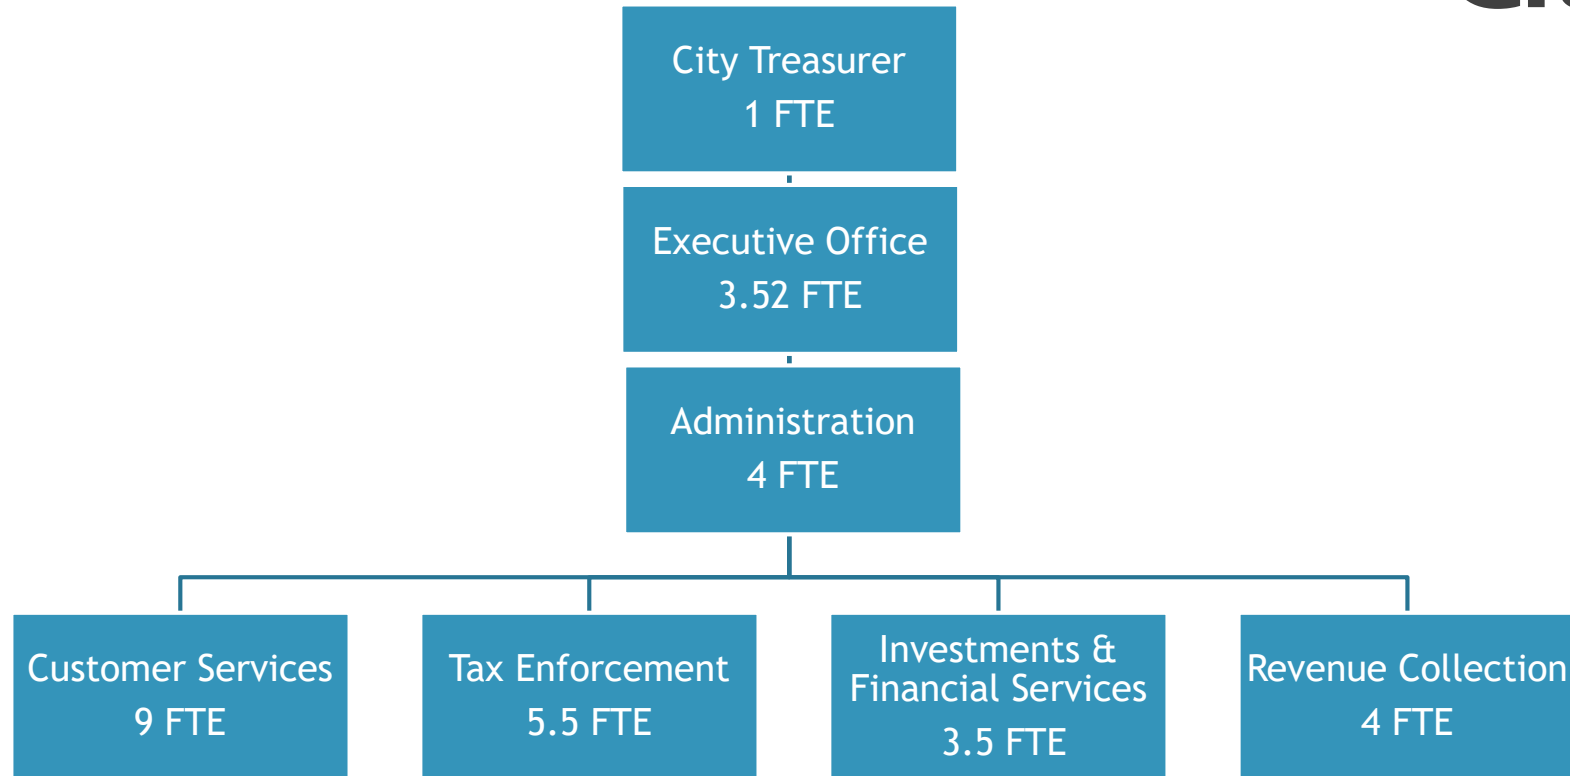 City Treasurer
1 FTE
Executive Office
3.52 FTE
Administration
4 FTE
Customer Services
9 FTE
Tax Enforcement
5.5 FTE
Investments &
Financial Services
3.5 FTE
Revenue Collection
4 FTE